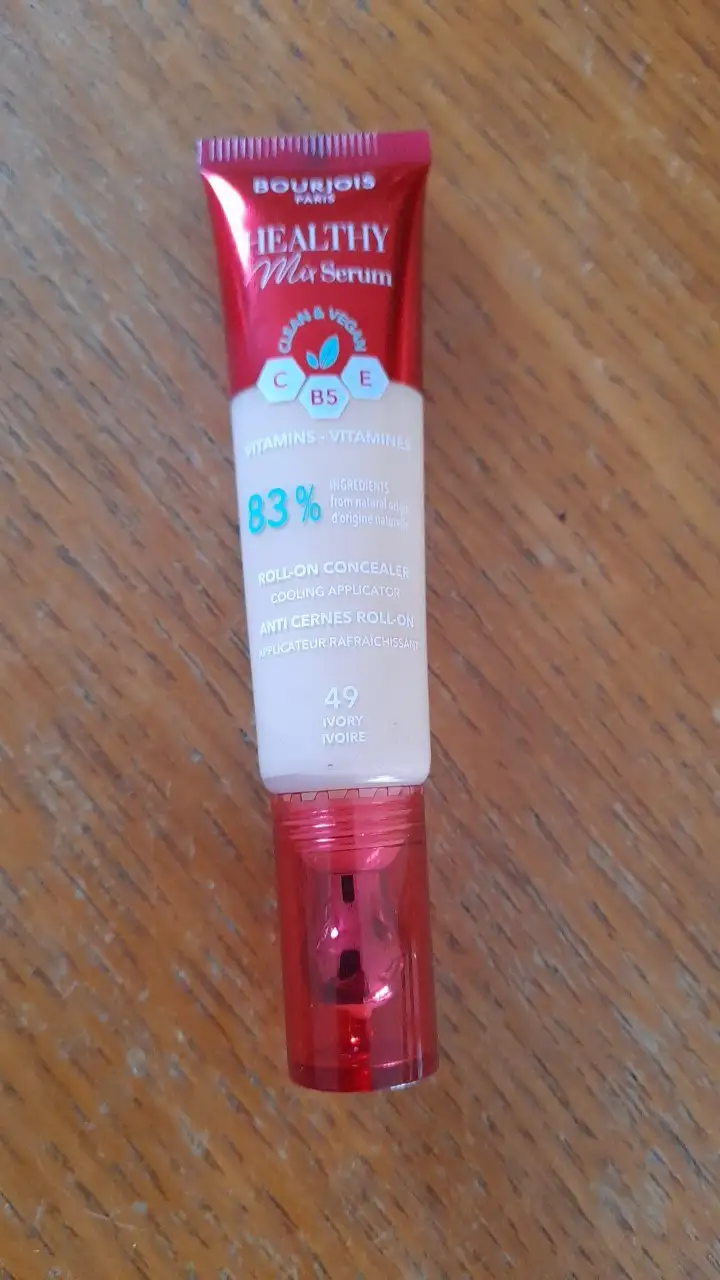 BOURJOIS
PARIS
HEALTHY
Mix Serum
CLEAN & VEGAN
C B5 E
VITAMINS - VITAMINES
83%
INGREDIENTS
from natural origin
d'origine naturelle
ROLL-ON CONCEALER
COOLING APPLICATOR
ANTI CERNES ROLL-ON
APPLICATEUR RAFRAICHISSANT
49
IVORY
IVOIRE